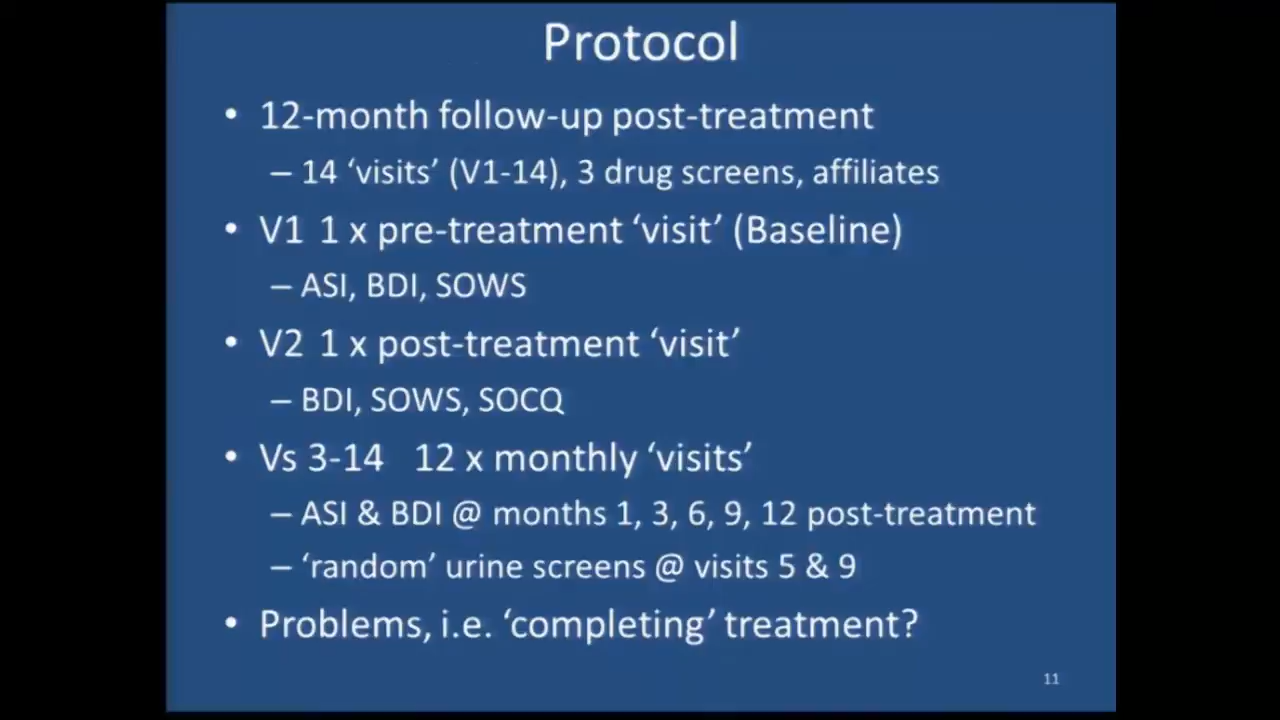 Protocol
• 12-month follow-up post-treatment
– 14 ‘visits’ (V1-14), 3 drug screens, affiliates
• V1 1 x pre-treatment ‘visit’ (Baseline)
– ASI, BDI, SOWS
• V2 1 x post-treatment ‘visit’
– BDI, SOWS, SOCQ
• Vs 3-14 12 x monthly ‘visits’
– ASI & BDI @ months 1, 3, 6, 9, 12 post-treatment
– ‘random’ urine screens @ visits 5 & 9
• Problems, i.e. ‘completing’ treatment?
11